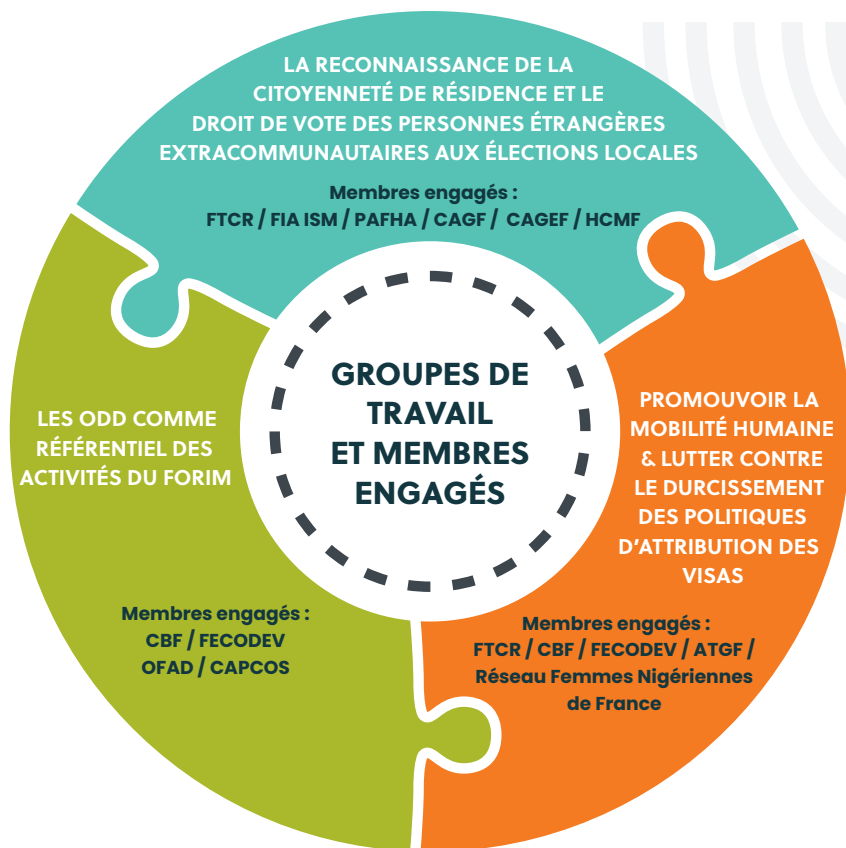 LA RECONNAISSANCE DE LA
CITOYENNETÉ DE RÉSIDENCE ET LE
DROIT DE VOTE DES PERSONNES ÉTRANGÈRES
EXTRACOMMUNAUTAIRES AUX ÉLECTIONS LOCALES
Membres engagés :
FTCR / FIA ISM / PAFHA / CAGF / CAGEF / HCMF
GROUPES DE
TRAVAIL
ET MEMBRES
ENGAGÉS
LES ODD COMME
RÉFÉRENTIEL DES
ACTIVITÉS DU FORIM
Membres engagés :
CBF / FECODEV
OFAD / CAPCOS
PROMOUVOIR LA
MOBILITÉ HUMAINE
& LUTTER CONTRE
LE DURCISSEMENT
DES POLITIQUES
D'ATTRIBUTION DES
VISAS
Membres engagés :
FTCR / CBF / FECODEV / ATGF /
Réseau Femmes Nigériennes
de France